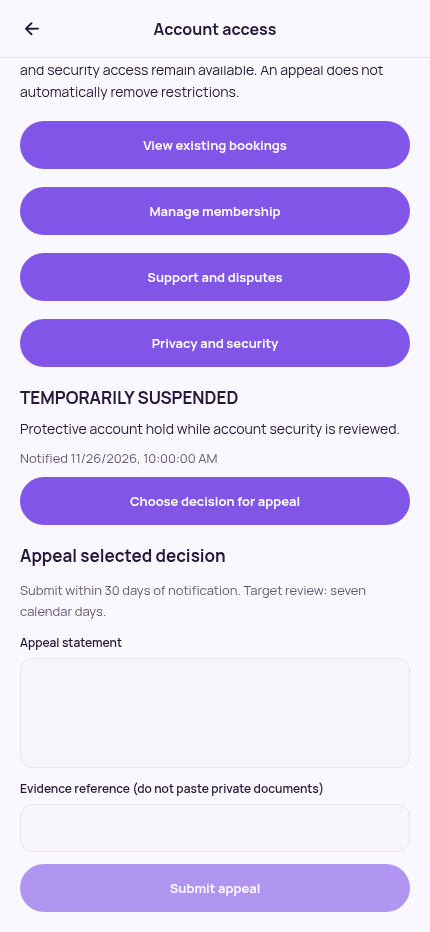 Account access
and security access remain available. An appeal does not
automatically remove restrictions.
View existing bookings
Manage membership
Support and disputes
Privacy and security
TEMPORARILY SUSPENDED
Protective account hold while account security is reviewed.
Notified 11/26/2026, 10:00:00 AM
Choose decision for appeal
Appeal selected decision
Submit within 30 days of notification. Target review: seven
calendar days.
Appeal statement
Evidence reference (do not paste private documents)
Submit appeal